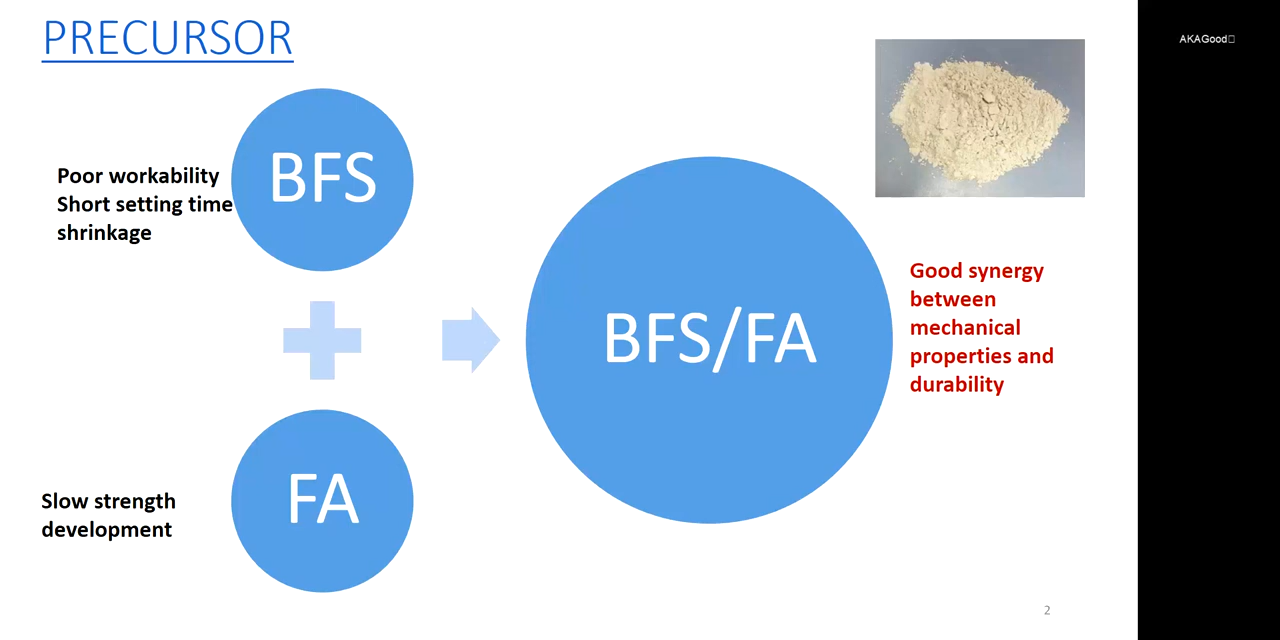 PRECURSOR
AKAGood
BFS
Poor workability
Short setting time
shrinkage
BFS/FA
Good synergy
between
mechanical
properties and
durability
FA
Slow strength
development
2